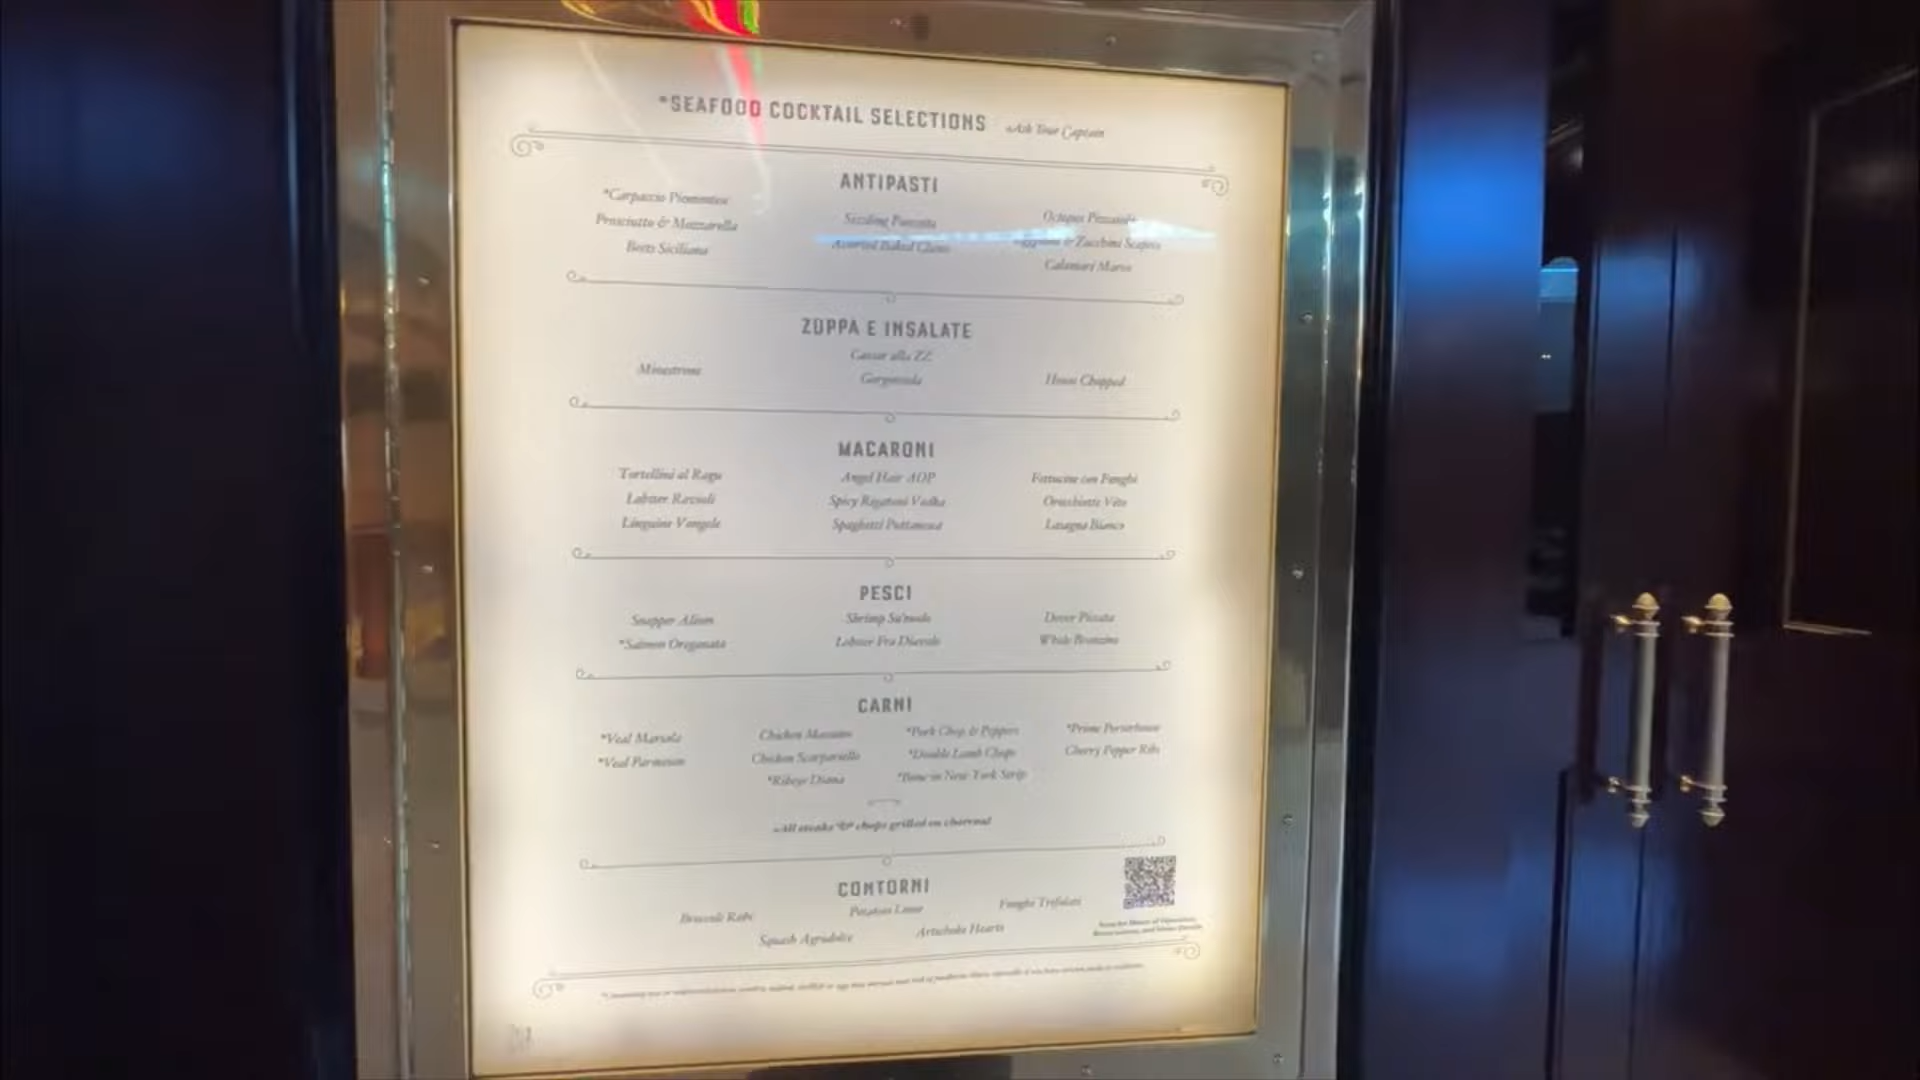 *SEAFOOD COCKTAIL SELECTIONS Ask Your Captain
ANTIPASTI
*Carpaccio Piemontese
Prosciutto & Mozzarella
Beets Siciliana
Sizzling Pancetta
Assorted Baked Clams
Octopus Pizzaiolo
& Zucchini Scapece
Calamari Marco
ZUPPA E INSALATE
Minestrone
Caesar alla ZZ
Gorgonzola
House Chopped
MACARONI
Tortellini al Ragu
Lobster Ravioli
Linguine Vongole
Angel Hair AOP
Spicy Rigatoni Vodka
Spaghetti Puttanesca
Fettucine con Funghi
Orecchiette Vito
Lasagna Bianco
PESCI
Snapper
*Salmon Oreganata
Shrimp
Lobster Fra Diavolo
Dover Piccata
Whole Branzino
CARNI
*Veal Marsala
*Veal Parmesan
Chicken Massimo
Chicken Scarpariello
*Ribeye Diana
*Pork Chop & Peppers
*Double Lamb Chops
*Bone in New York Strip
*Prime Porterhouse
Cherry Pepper Ribs
All steaks & chops grilled on charcoal
CONTORNI
Broccoli Rabe
Potatoes Louie
Funghi Trifolati
Squash Agrodolce
Artichoke Hearts